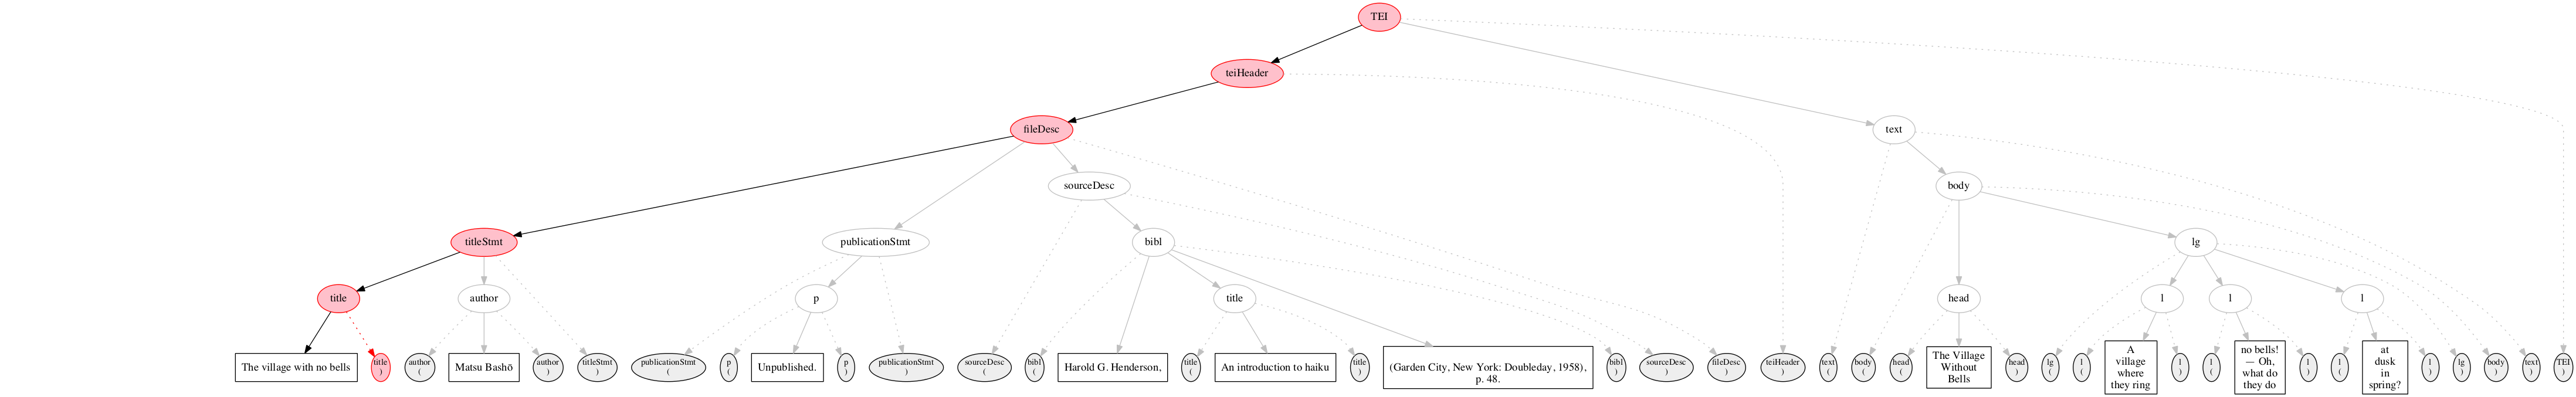 TEI
teiHeader
fileDesc
text
sourceDesc
body
titleStmt
publicationStmt
bibl
lg
title
author
p
title
head
l
l
l
The village with no bells
title
)
author
(
Matsu Bashō
author
)
titleStmt
)
publicationStmt
(
p
(
Unpublished.
p
)
publicationStmt
)
sourceDesc
(
bibl
(
Harold G. Henderson,
title
(
An introduction to haiku
title
)
(Garden City, New York: Doubleday, 1958),
p. 48.
bibl
)
sourceDesc
)
fileDesc
)
teiHeader
)
text
(
body
(
head
(
The Village
Without
Bells
head
)
lg
(
l
(
A
village
where
they ring
l
)
l
(
no bells!
— Oh,
what do
they do
l
)
l
(
at
dusk
in
spring?
l
)
lg
)
body
)
text
)
TEI
)